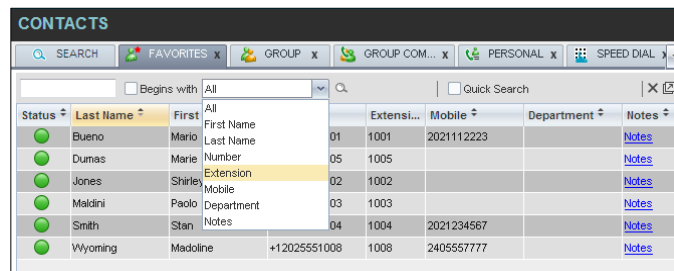 CONTACTS
SEARCH FAVORITES x GROUP x GROUP COM... x PERSONAL x SPEED DIAL x
Begins with All Quick Search
Status Last Name First Extensi... Mobile Department Notes
All
First Name
Last Name
Number
Extension
Mobile
Department
Notes
Bueno Mario 01 1001 2021112223 Notes
Dumas Marie 05 1005 Notes
Jones Shirley 02 1002 Notes
Maldini Paolo 03 1003 Notes
Smith Stan 04 1004 2021234567 Notes
Wyoming Madoline +12025551008 1008 2405557777 Notes